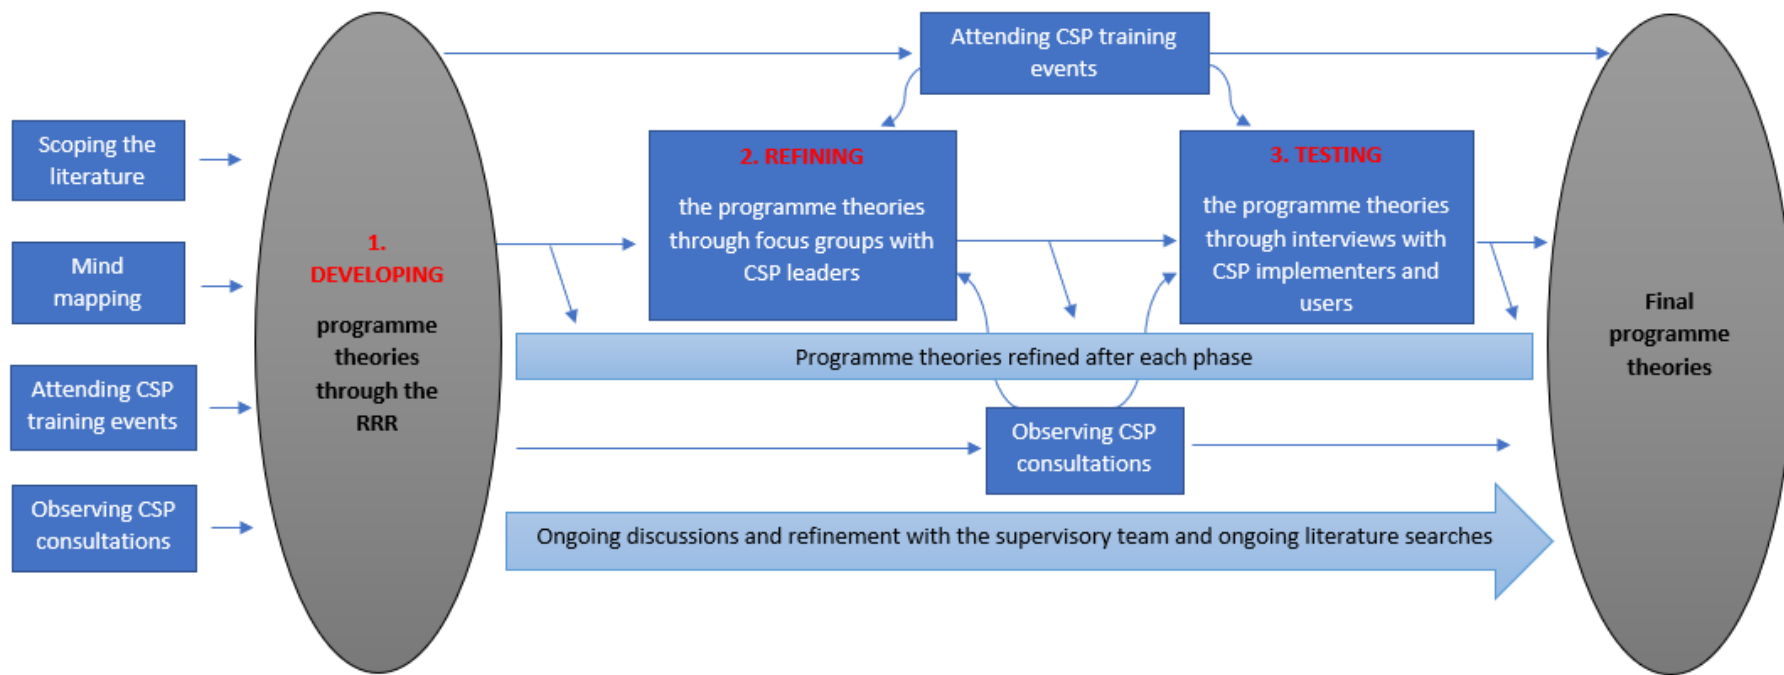 Scoping the
literature
Mind
mapping
Attending CSP
training events
Observing CSP
consultations
1.
DEVELOPING
programme
theories
through the
RRR
Attending CSP training
events
2. REFINING
the programme theories
through focus groups with
CSP leaders
3. TESTING
the programme theories
through interviews with
CSP implementers and
users
Programme theories refined after each phase
Observing CSP
consultations
Ongoing discussions and refinement with the supervisory team and ongoing literature searches
Final
programme
theories